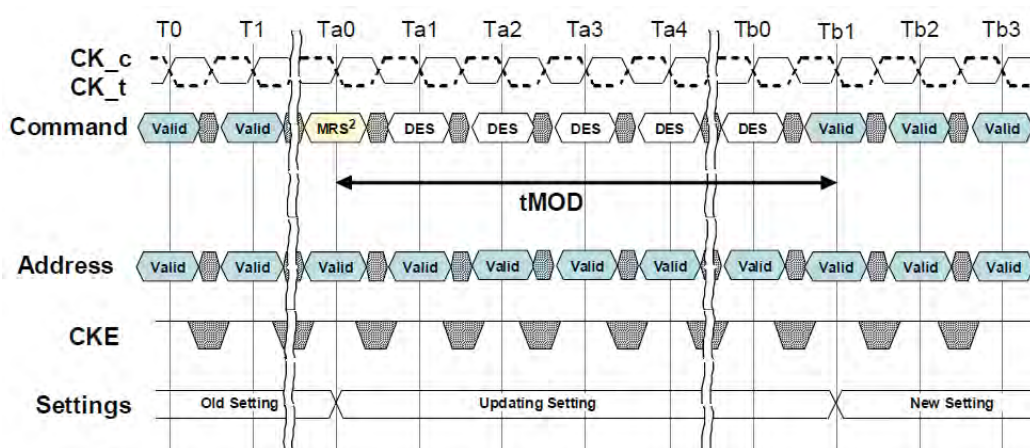 T0 T1 Ta0 Ta1 Ta2 Ta3 Ta4 Tb0 Tb1 Tb2 Tb3
CK_c
CK_t
Command Valid Valid MRS² DES DES DES DES DES Valid Valid Valid
tMOD
Address Valid Valid Valid Valid Valid Valid Valid Valid Valid Valid Valid
CKE
Settings Old Setting Updating Setting New Setting